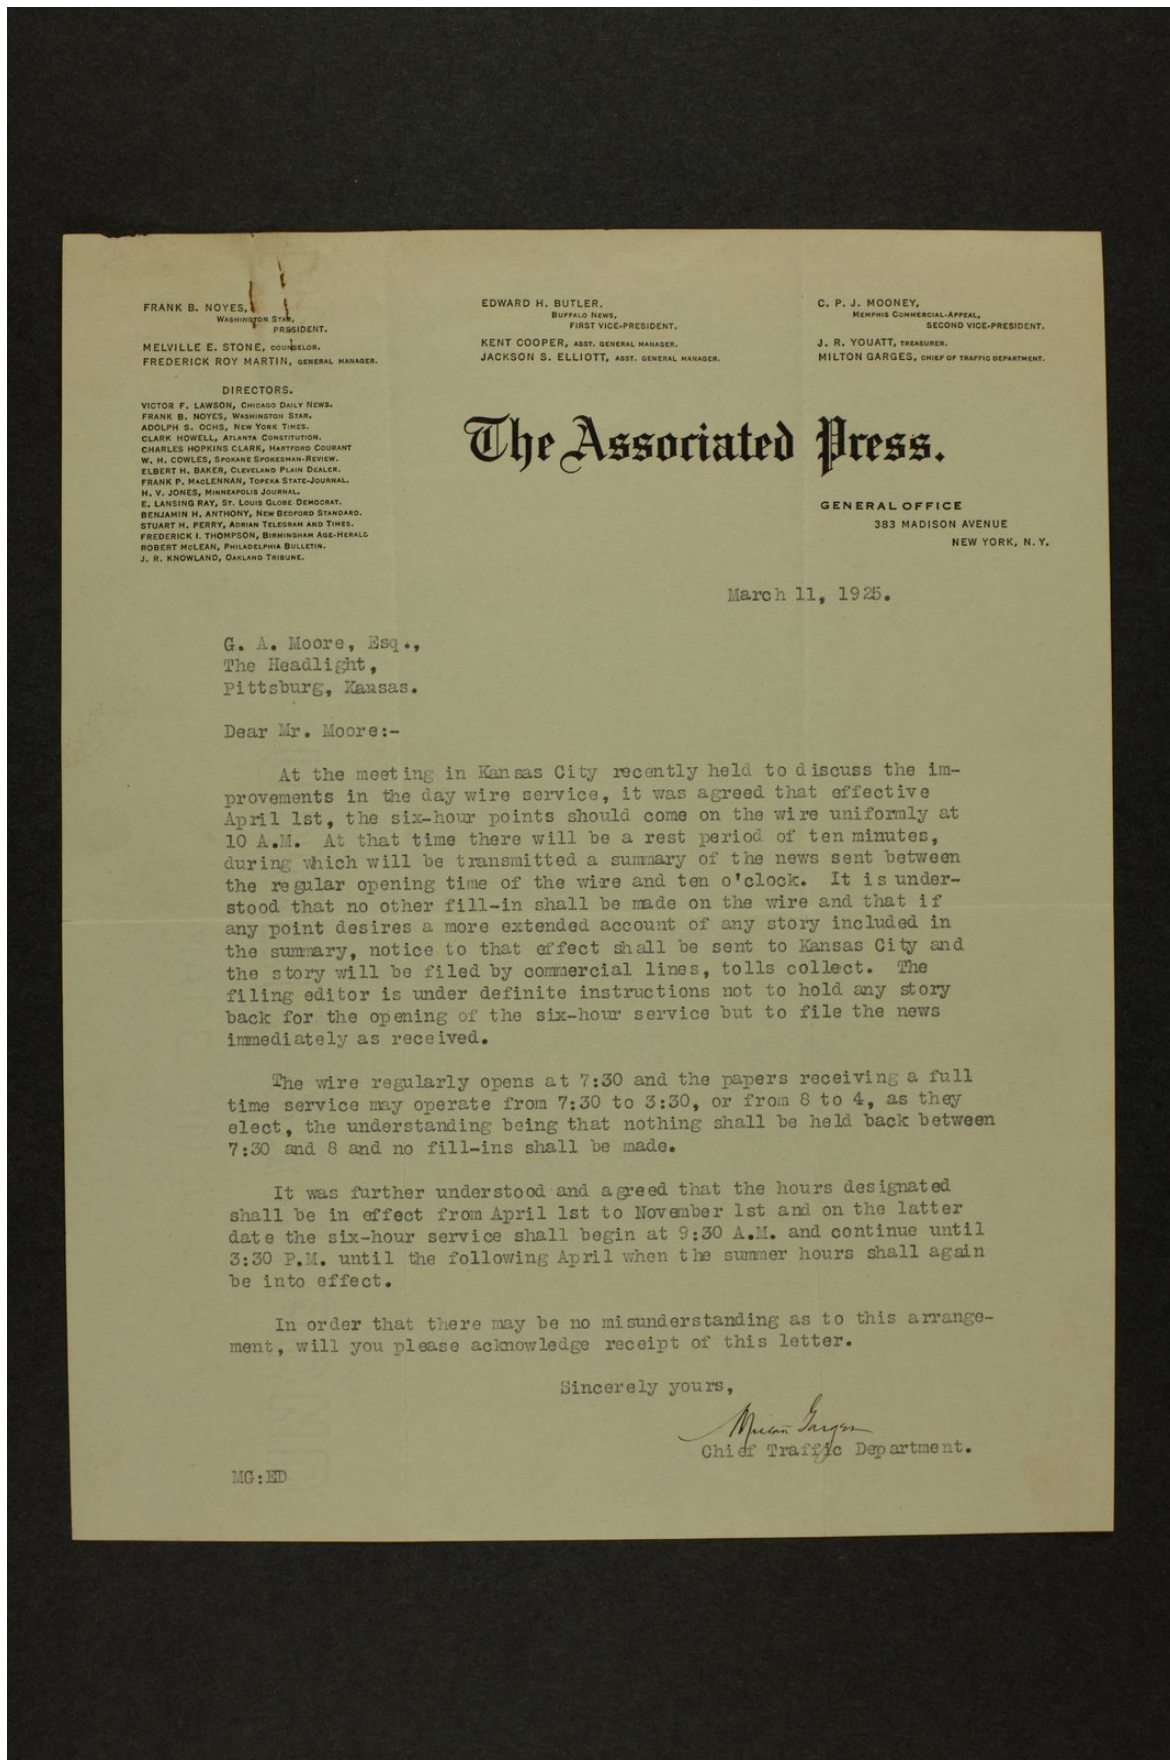 FRANK B. NOYES,
WASHINGTON STAR,
PRESIDENT.
MELVILLE E. STONE, COUNSELOR.
FREDERICK ROY MARTIN, GENERAL MANAGER.
EDWARD H. BUTLER,
BUFFALO NEWS,
FIRST VICE-PRESIDENT.
KENT COOPER, ASST. GENERAL MANAGER.
JACKSON S. ELLIOTT, ASST. GENERAL MANAGER.
C. P. J. MOONEY,
MEMPHIS COMMERCIAL-APPEAL,
SECOND VICE-PRESIDENT.
J. R. YOUATT, TREASURER.
MILTON GARGES, CHIEF OF TRAFFIC DEPARTMENT.
DIRECTORS.
VICTOR F. LAWSON, CHICAGO DAILY NEWS.
FRANK B. NOYES, WASHINGTON STAR.
ADOLPH S. OCHS, NEW YORK TIMES.
CLARK HOWELL, ATLANTA CONSTITUTION.
CHARLES HOPKINS CLARK, HARTFORD COURANT
W. H. COWLES, SPOKANE SPOKESMAN-REVIEW.
ELBERT H. BAKER, CLEVELAND PLAIN DEALER.
FRANK P. MACLENNAN, TOPEKA STATE-JOURNAL.
H. V. JONES, MINNEAPOLIS JOURNAL.
E. LANSING RAY, ST. LOUIS GLOBE DEMOCRAT.
BENJAMIN H. ANTHONY, NEW BEDFORD STANDARD.
STUART H. PERRY, ADRIAN TELEGRAM AND TIMES.
FREDERICK I. THOMPSON, BIRMINGHAM AGE-HERALD
ROBERT MCLEAN, PHILADELPHIA BULLETIN.
J. R. KNOWLAND, OAKLAND TRIBUNE.
The Associated Press.
GENERAL OFFICE
383 MADISON AVENUE
NEW YORK, N. Y.
March 11, 1925.
G. A. Moore, Esq.,
The Headlight,
Pittsburg, Kansas.
Dear Mr. Moore:-
At the meeting in Kansas City recently held to discuss the im-
provements in the day wire service, it was agreed that effective
April 1st, the six-hour points should come on the wire uniformly at
10 A.M. At that time there will be a rest period of ten minutes,
during which will be transmitted a summary of the news sent between
the regular opening time of the wire and ten o'clock. It is under-
stood that no other fill-in shall be made on the wire and that if
any point desires a more extended account of any story included in
the summary, notice to that effect shall be sent to Kansas City and
the story will be filed by commercial lines, tolls collect. The
filing editor is under definite instructions not to hold any story
back for the opening of the six-hour service but to file the news
immediately as received.
The wire regularly opens at 7:30 and the papers receiving a full
time service may operate from 7:30 to 3:30, or from 8 to 4, as they
elect, the understanding being that nothing shall be held back between
7:30 and 8 and no fill-ins shall be made.
It was further understood and agreed that the hours designated
shall be in effect from April 1st to November 1st and on the latter
date the six-hour service shall begin at 9:30 A.M. and continue until
3:30 P.M. until the following April when the summer hours shall again
be into effect.
In order that there may be no misunderstanding as to this arrange-
ment, will you please acknowledge receipt of this letter.
Sincerely yours,
Milton Garges
Chief Traffic Department.
MG:ED